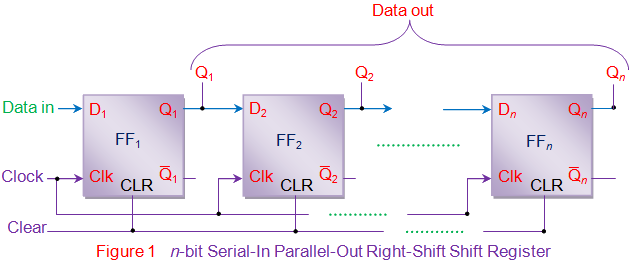 Data out
Q1 Q2 Qn
Data in D1 Q1 D2 Q2 Dn Qn
FF1 FF2 FFn
Clock Clk Q̅1 Clk Q̅2 Clk Q̅n
CLR CLR CLR
Clear
Figure 1 n-bit Serial-In Parallel-Out Right-Shift Shift Register